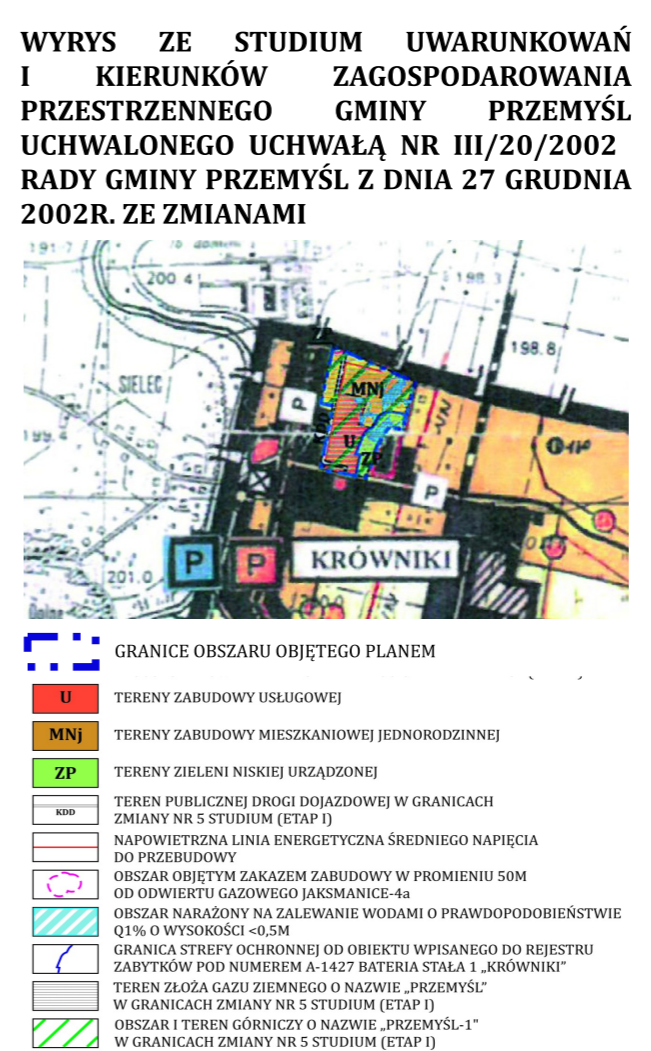 WYRYS ZE STUDIUM UWARUNKOWAŃ
I KIERUNKÓW ZAGOSPODAROWANIA
PRZESTRZENNEGO GMINY PRZEMYŚL
UCHWALONEGO UCHWAŁĄ NR III/20/2002
RADY GMINY PRZEMYŚL Z DNIA 27 GRUDNIA
2002R. ZE ZMIANAMI
200.4
198.3
ZP
198.8
SIELEC
MNj
P
KDD
U
ZP
P
P
P
KRÓWNIKI
201.0
GRANICE OBSZARU OBJĘTEGO PLANEM
U TERENY ZABUDOWY USŁUGOWEJ
MNj TERENY ZABUDOWY MIESZKANIOWEJ JEDNORODZINNEJ
ZP TERENY ZIELENI NISKIEJ URZĄDZONEJ
TEREN PUBLICZNEJ DROGI DOJAZDOWEJ W GRANICACH
KDD ZMIANY NR 5 STUDIUM (ETAP I)
NAPOWIETRZNA LINIA ENERGETYCZNA ŚREDNIEGO NAPIĘCIA
DO PRZEBUDOWY
OBSZAR OBJĘTYM ZAKAZEM ZABUDOWY W PROMIENIU 50M
OD ODWIERTU GAZOWEGO JAKSMANICE-4a
OBSZAR NARAŻONY NA ZALEWANIE WODAMI O PRAWDOPODOBIEŃSTWIE
Q1% O WYSOKOŚCI <0,5M
GRANICA STREFY OCHRONNEJ OD OBIEKTU WPISANEGO DO REJESTRU
ZABYTKÓW POD NUMEREM A-1427 BATERIA STAŁA 1 „KRÓWNIKI”
TEREN ZŁOŻA GAZU ZIEMNEGO O NAZWIE „PRZEMYŚL”
W GRANICACH ZMIANY NR 5 STUDIUM (ETAP I)
OBSZAR I TEREN GÓRNICZY O NAZWIE „PRZEMYŚL-1"
W GRANICACH ZMIANY NR 5 STUDIUM (ETAP I)